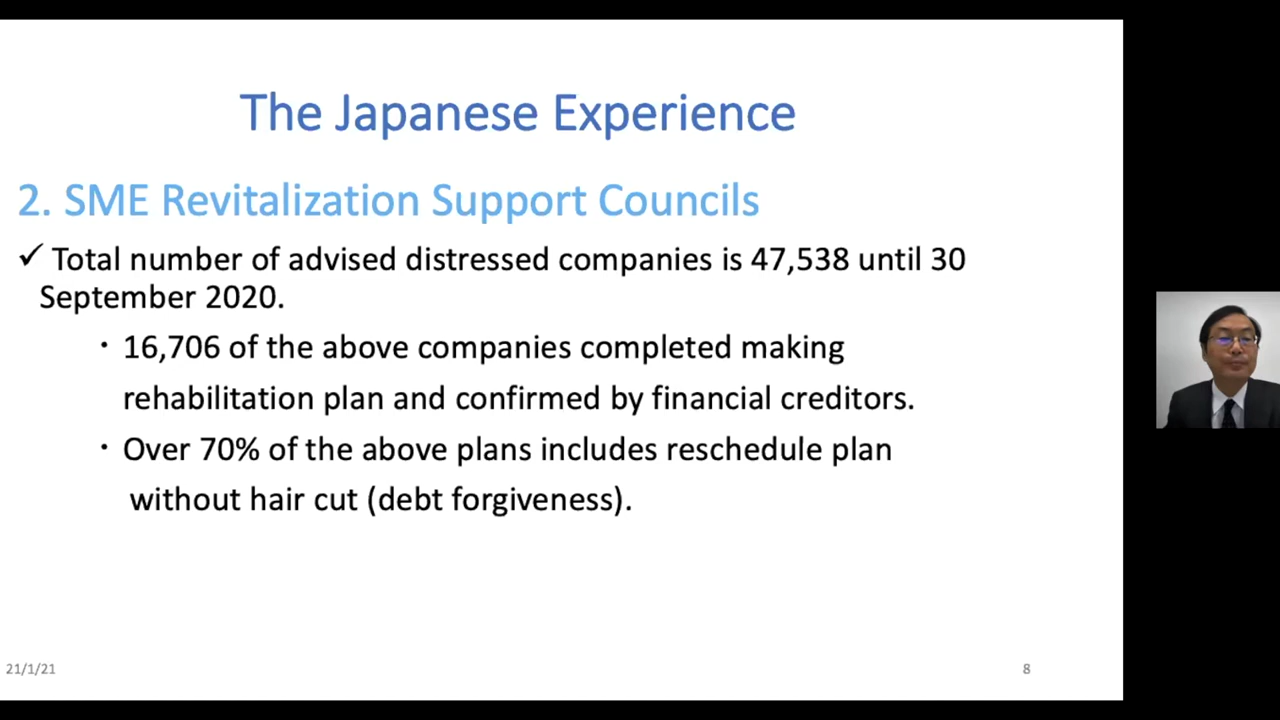 The Japanese Experience
2. SME Revitalization Support Councils
✓ Total number of advised distressed companies is 47,538 until 30
September 2020.
・16,706 of the above companies completed making
rehabilitation plan and confirmed by financial creditors.
・Over 70% of the above plans includes reschedule plan
without hair cut (debt forgiveness).
21/1/21
8